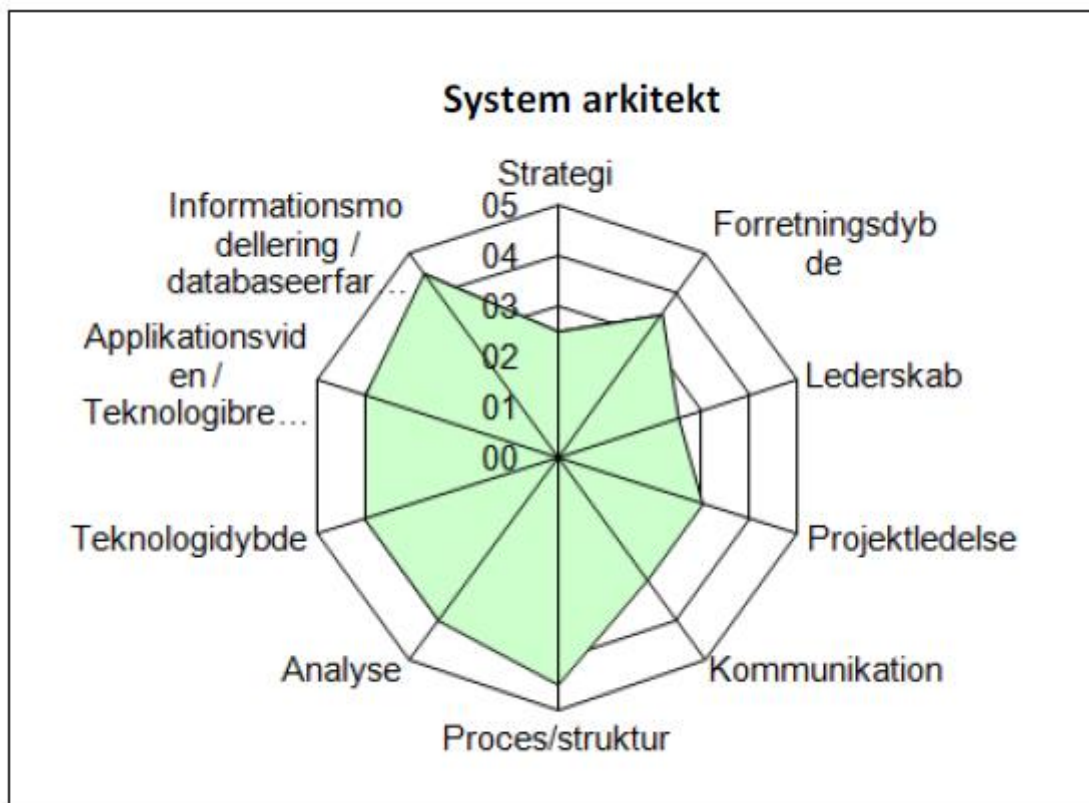 System arkitekt
Strategi
Informationsmo
dellering /
databaseerfar...
Forretningsdyb
de
05
04
03
02
01
00
Applikationsvid
en /
Teknologibre...
Lederskab
Teknologidybde
Projektledelse
Analyse
Kommunikation
Proces/struktur